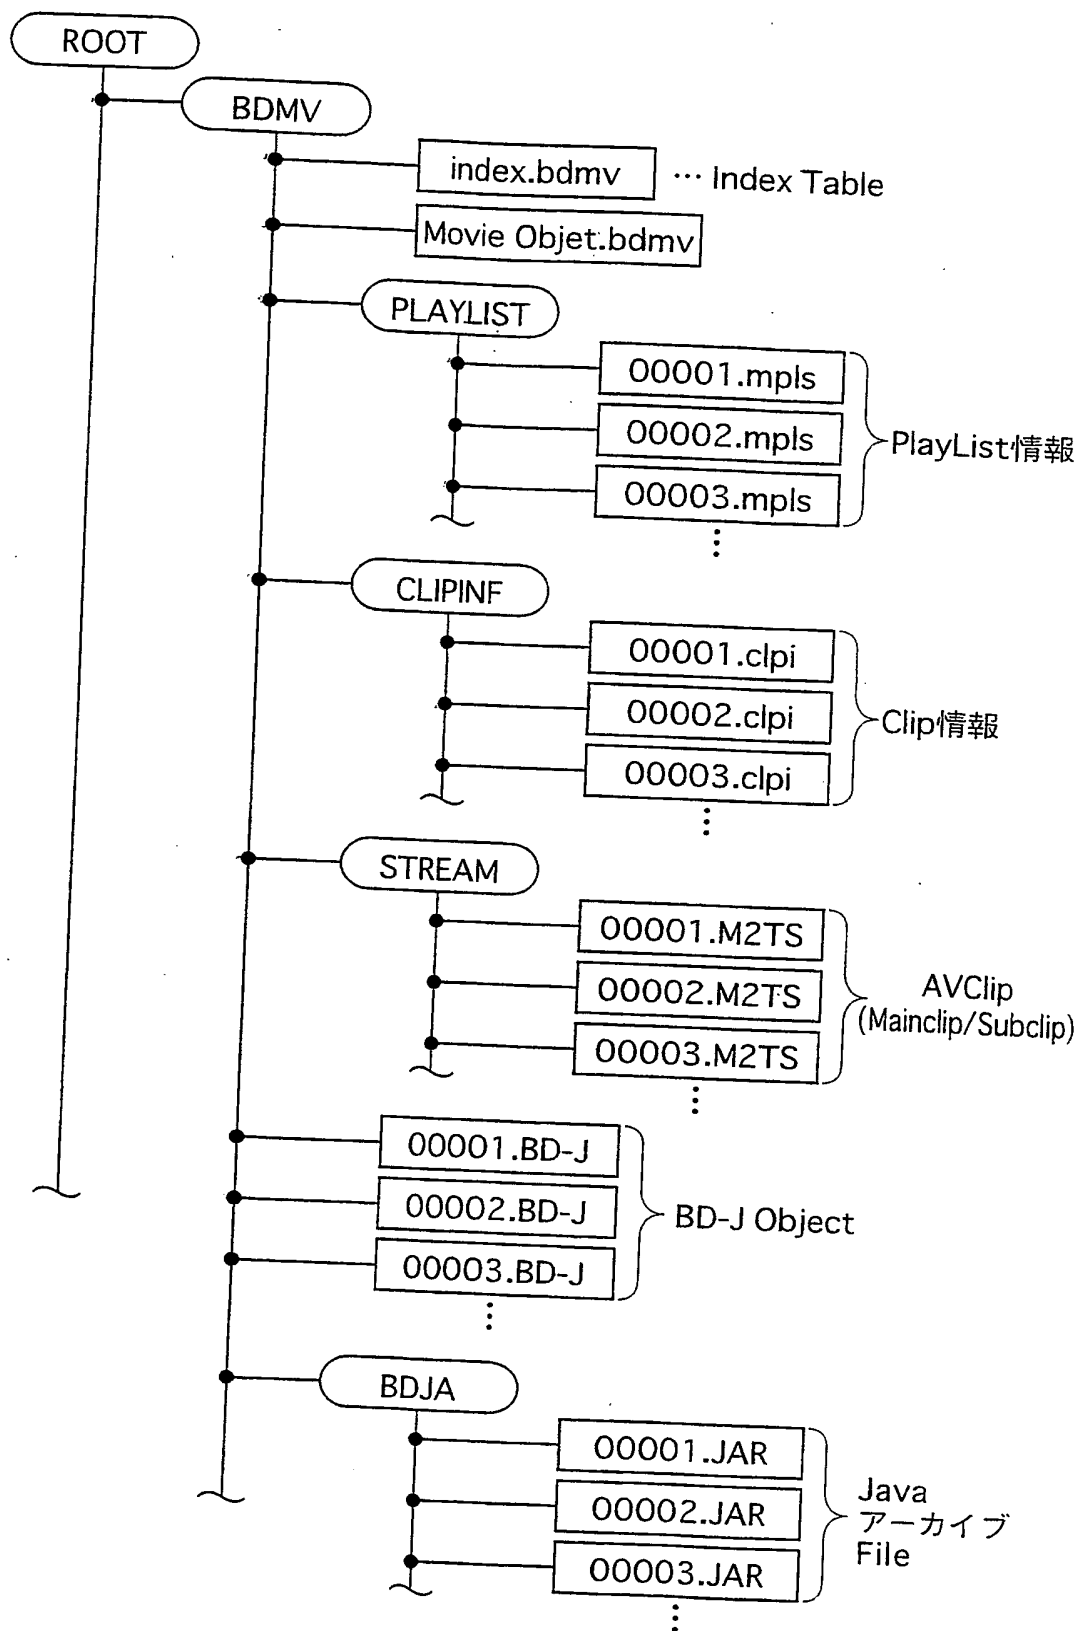 ROOT
BDMV
index.bdmv … Index Table
Movie Objet.bdmv
PLAYLIST
00001.mpls
00002.mpls
00003.mpls
PlayList情報
CLIPINF
00001.clpi
00002.clpi
00003.clpi
Clip情報
STREAM
00001.M2TS
00002.M2TS
00003.M2TS
AVClip
(Mainclip/Subclip)
00001.BD-J
00002.BD-J
00003.BD-J
BD-J Object
BDJA
00001.JAR
00002.JAR
00003.JAR
Java
アーカイブ
File